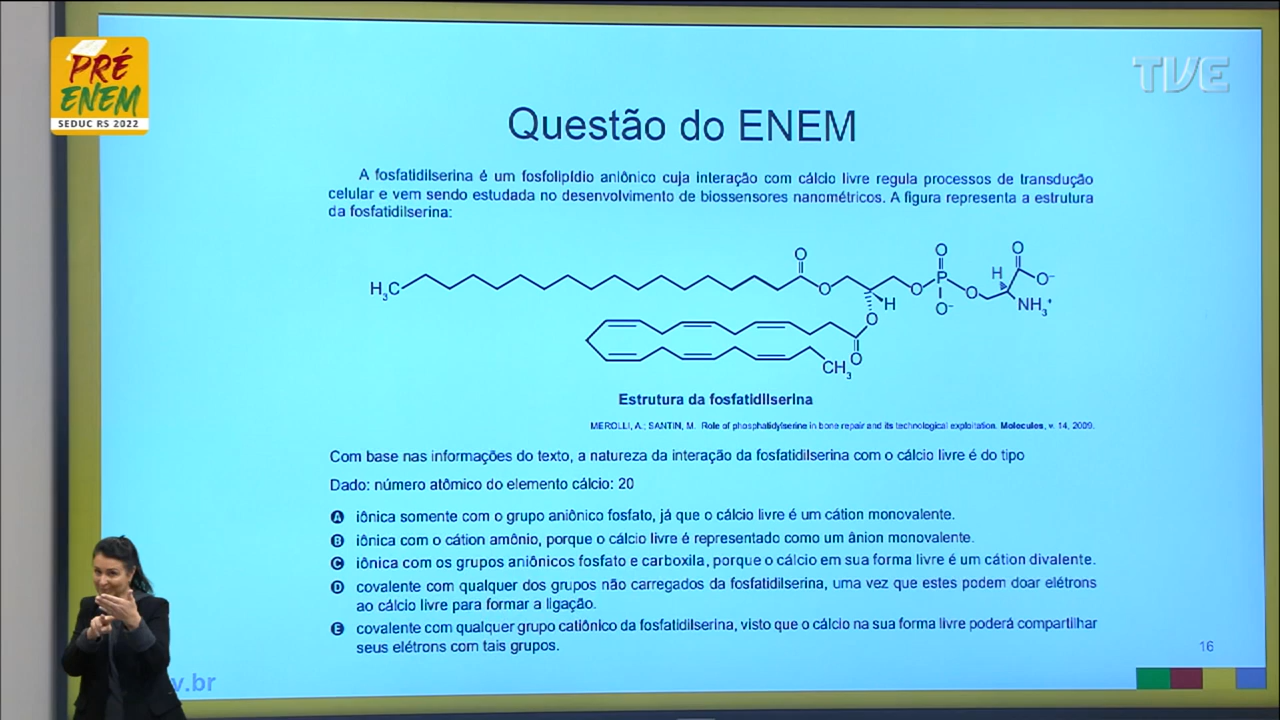 PRÉ
ENEM
SEDUC RS 2022
TVE
Questão do ENEM
A fosfatidilserina é um fosfolipídio aniônico cuja interação com cálcio livre regula processos de transdução
celular e vem sendo estudada no desenvolvimento de biossensores nanométricos. A figura representa a estrutura
da fosfatidilserina:
O
O
H₃C
O
O
P
O
O⁻
H
O
O⁻
H
NH₃⁺
O
O
CH₃
Estrutura da fosfatidilserina
MEROLLI, A.; SANTIN, M. Role of phosphatidylserine in bone repair and its technological exploitation. Molecules, v. 14, 2009.
Com base nas informações do texto, a natureza da interação da fosfatidilserina com o cálcio livre é do tipo
Dado: número atômico do elemento cálcio: 20
A iônica somente com o grupo aniônico fosfato, já que o cálcio livre é um cátion monovalente.
B iônica com o cátion amônio, porque o cálcio livre é representado como um ânion monovalente.
C iônica com os grupos aniônicos fosfato e carboxila, porque o cálcio em sua forma livre é um cátion divalente.
D covalente com qualquer dos grupos não carregados da fosfatidilserina, uma vez que estes podem doar elétrons
ao cálcio livre para formar a ligação.
E covalente com qualquer grupo catiônico da fosfatidilserina, visto que o cálcio na sua forma livre poderá compartilhar
seus elétrons com tais grupos.
16
v.br